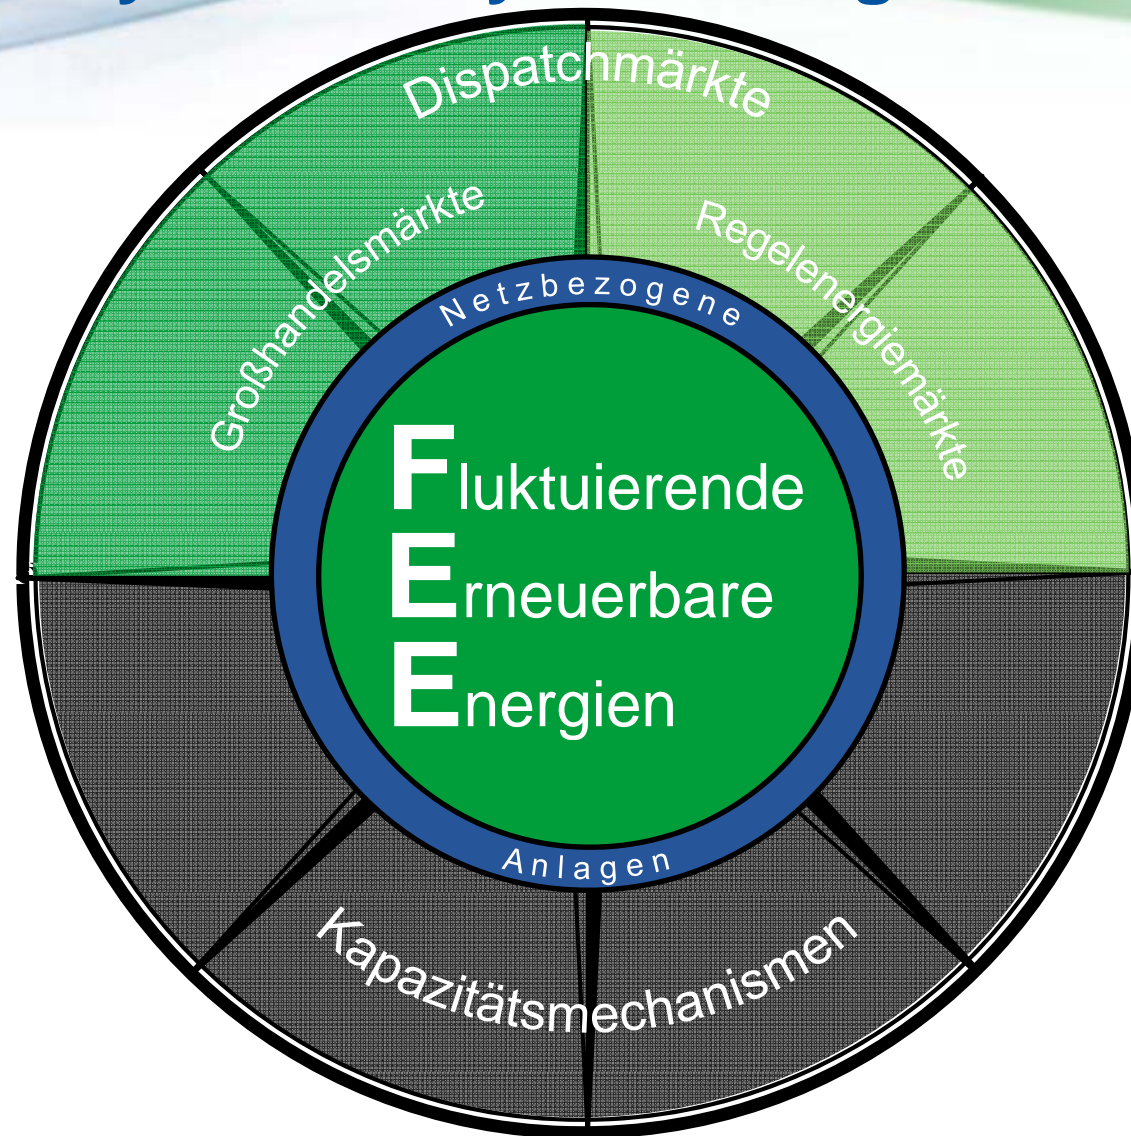 Dispatchmärkte
Großhandelsmärkte
Regelenergiemärkte
Netzbezogene
Fluktuierende
Erneuerbare
Energien
Anlagen
Kapazitätsmechanismen